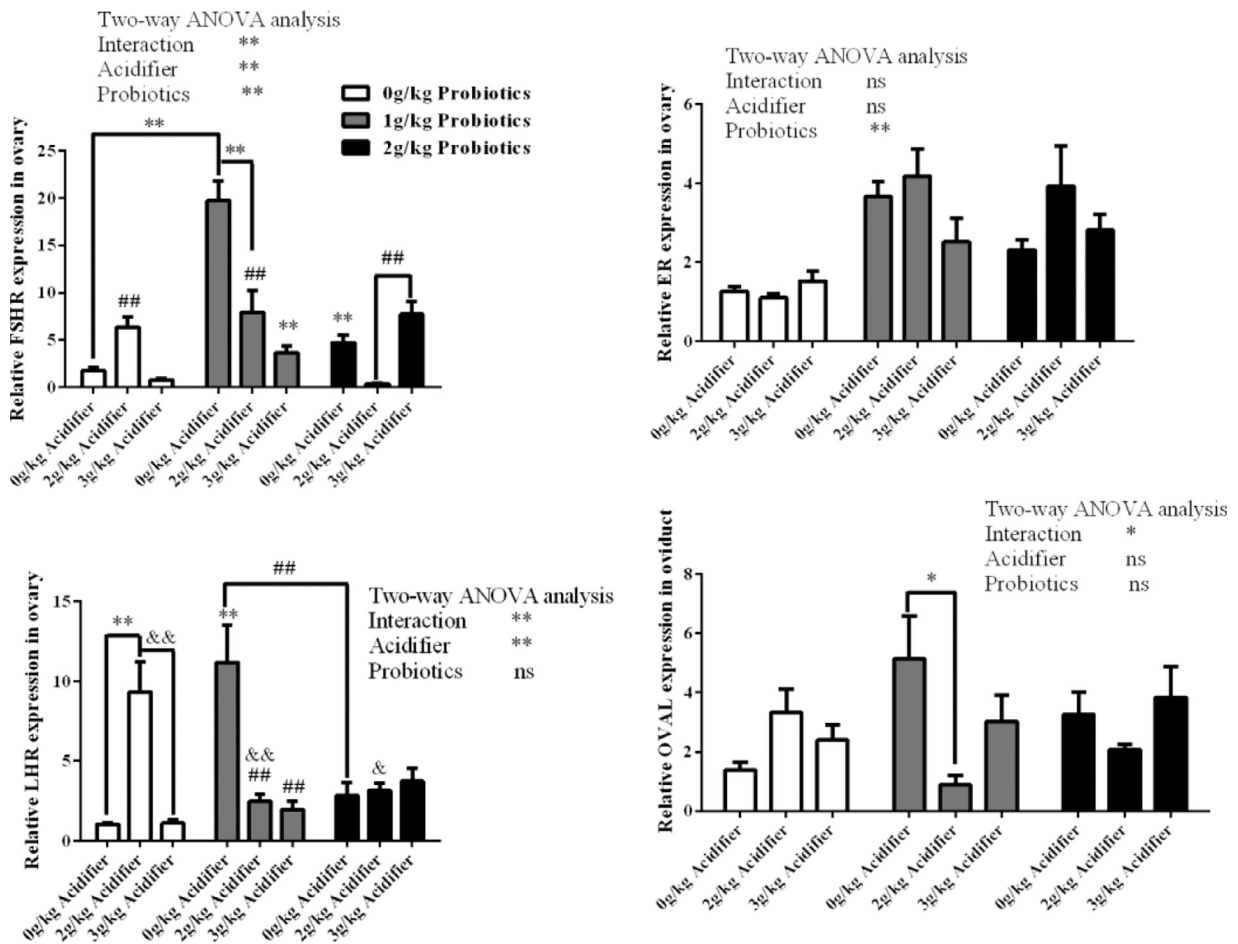 Two-way ANOVA analysis
Interaction **
Acidifier **
Probiotics **
0g/kg Probiotics
1g/kg Probiotics
2g/kg Probiotics
Relative FSHR expression in ovary
25
20
15
10
5
0
**
**
##
##
**
**
##
0g/kg Acidifier
2g/kg Acidifier
3g/kg Acidifier
0g/kg Acidifier
2g/kg Acidifier
3g/kg Acidifier
0g/kg Acidifier
2g/kg Acidifier
3g/kg Acidifier
Two-way ANOVA analysis
Interaction ns
Acidifier ns
Probiotics **
Relative ER expression in ovary
6
4
2
0
0g/kg Acidifier
2g/kg Acidifier
3g/kg Acidifier
0g/kg Acidifier
2g/kg Acidifier
3g/kg Acidifier
0g/kg Acidifier
2g/kg Acidifier
3g/kg Acidifier
Two-way ANOVA analysis
Interaction **
Acidifier **
Probiotics ns
Relative LHR expression in ovary
15
10
5
0
**
&&
**
##
&&
##
##
&
0g/kg Acidifier
2g/kg Acidifier
3g/kg Acidifier
0g/kg Acidifier
2g/kg Acidifier
3g/kg Acidifier
0g/kg Acidifier
2g/kg Acidifier
3g/kg Acidifier
Two-way ANOVA analysis
Interaction *
Acidifier ns
Probiotics ns
Relative OVAL expression in oviduct
8
6
4
2
0
*
0g/kg Acidifier
2g/kg Acidifier
3g/kg Acidifier
0g/kg Acidifier
2g/kg Acidifier
3g/kg Acidifier
0g/kg Acidifier
2g/kg Acidifier
3g/kg Acidifier